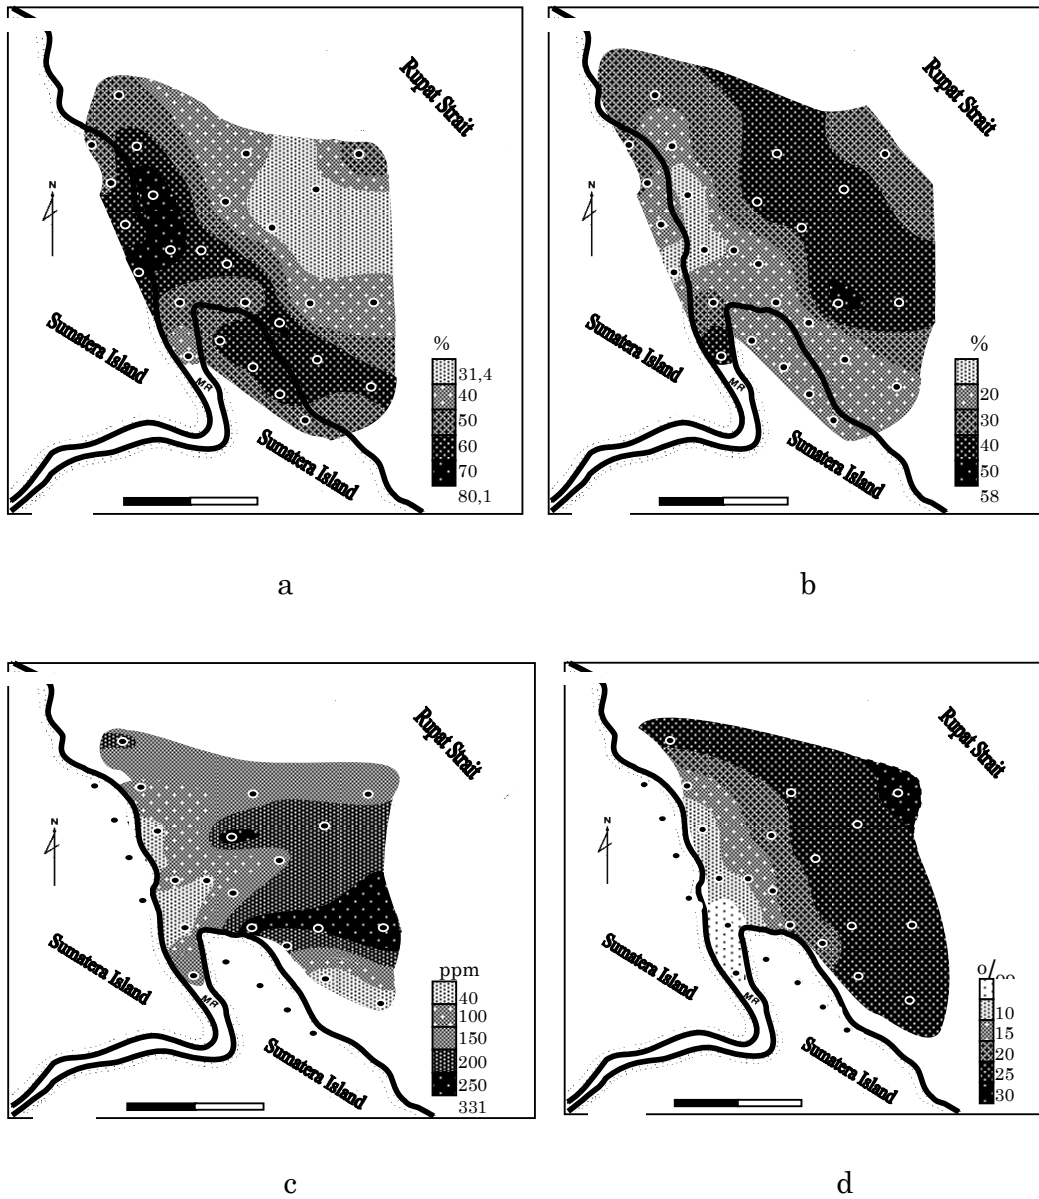 Rupat Strait
N
Sumatera Island
MR
Sumatera Island
%
31,4
40
50
60
70
80,1
a
Rupat Strait
N
Sumatera Island
MR
Sumatera Island
%
20
30
40
50
58
b
Rupat Strait
N
Sumatera Island
MR
Sumatera Island
ppm
40
100
150
200
250
331
c
Rupat Strait
N
Sumatera Island
MR
Sumatera Island
o/oo
10
15
20
25
30
d